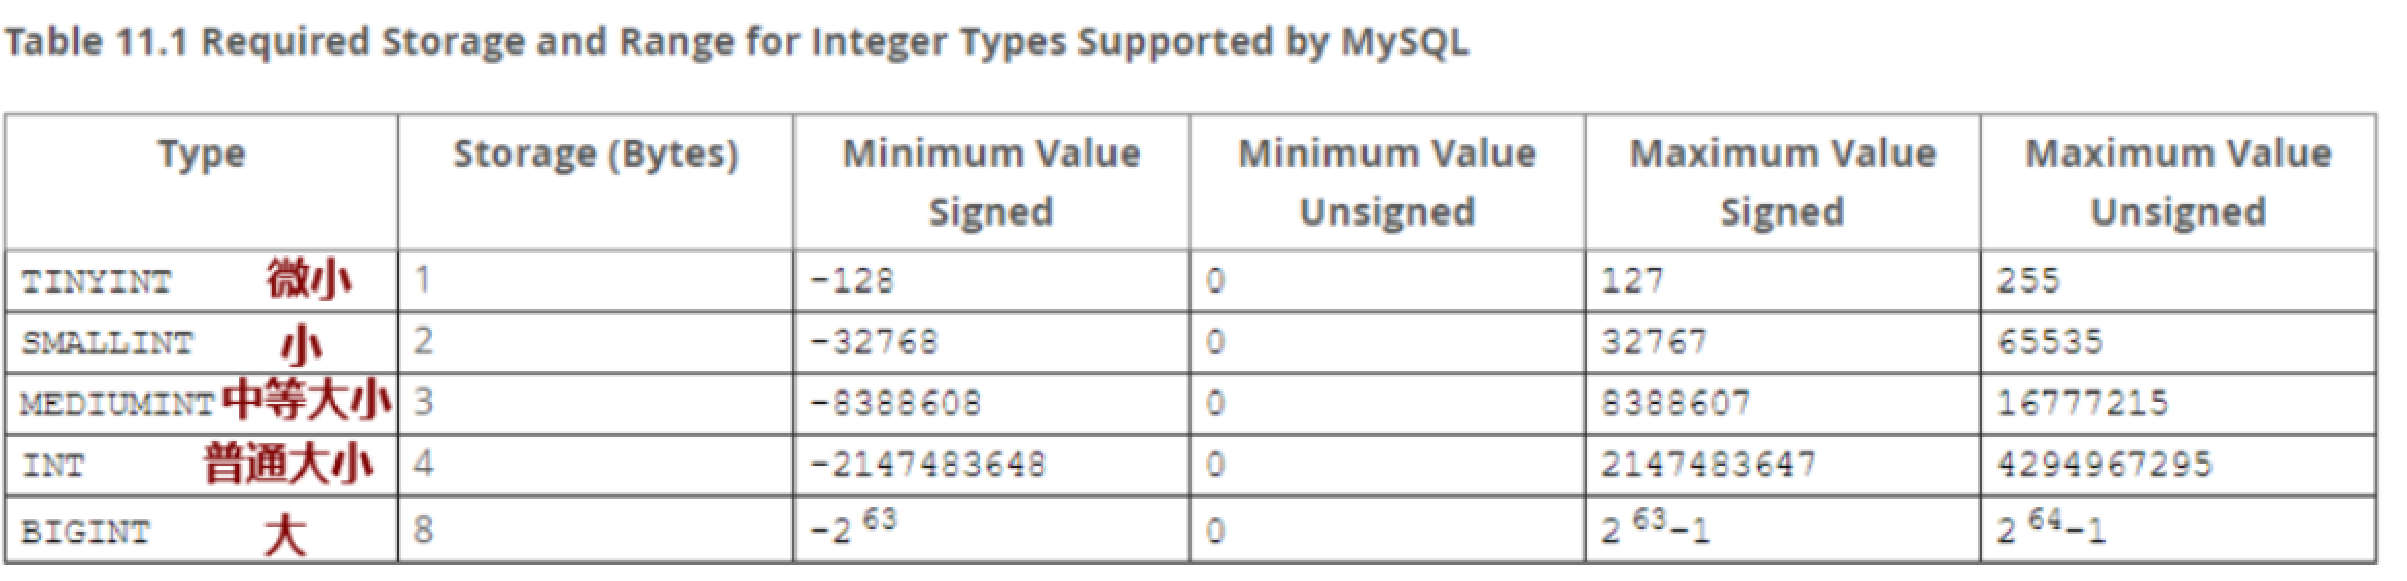 Table 11.1 Required Storage and Range for Integer Types Supported by MySQL
Type Storage (Bytes) Minimum Value Signed Minimum Value Unsigned Maximum Value Signed Maximum Value Unsigned
TINYINT 微小 1 -128 0 127 255
SMALLINT 小 2 -32768 0 32767 65535
MEDIUMINT 中等大小 3 -8388608 0 8388607 16777215
INT 普通大小 4 -2147483648 0 2147483647 4294967295
BIGINT 大 8 -2^63 0 2^63-1 2^64-1